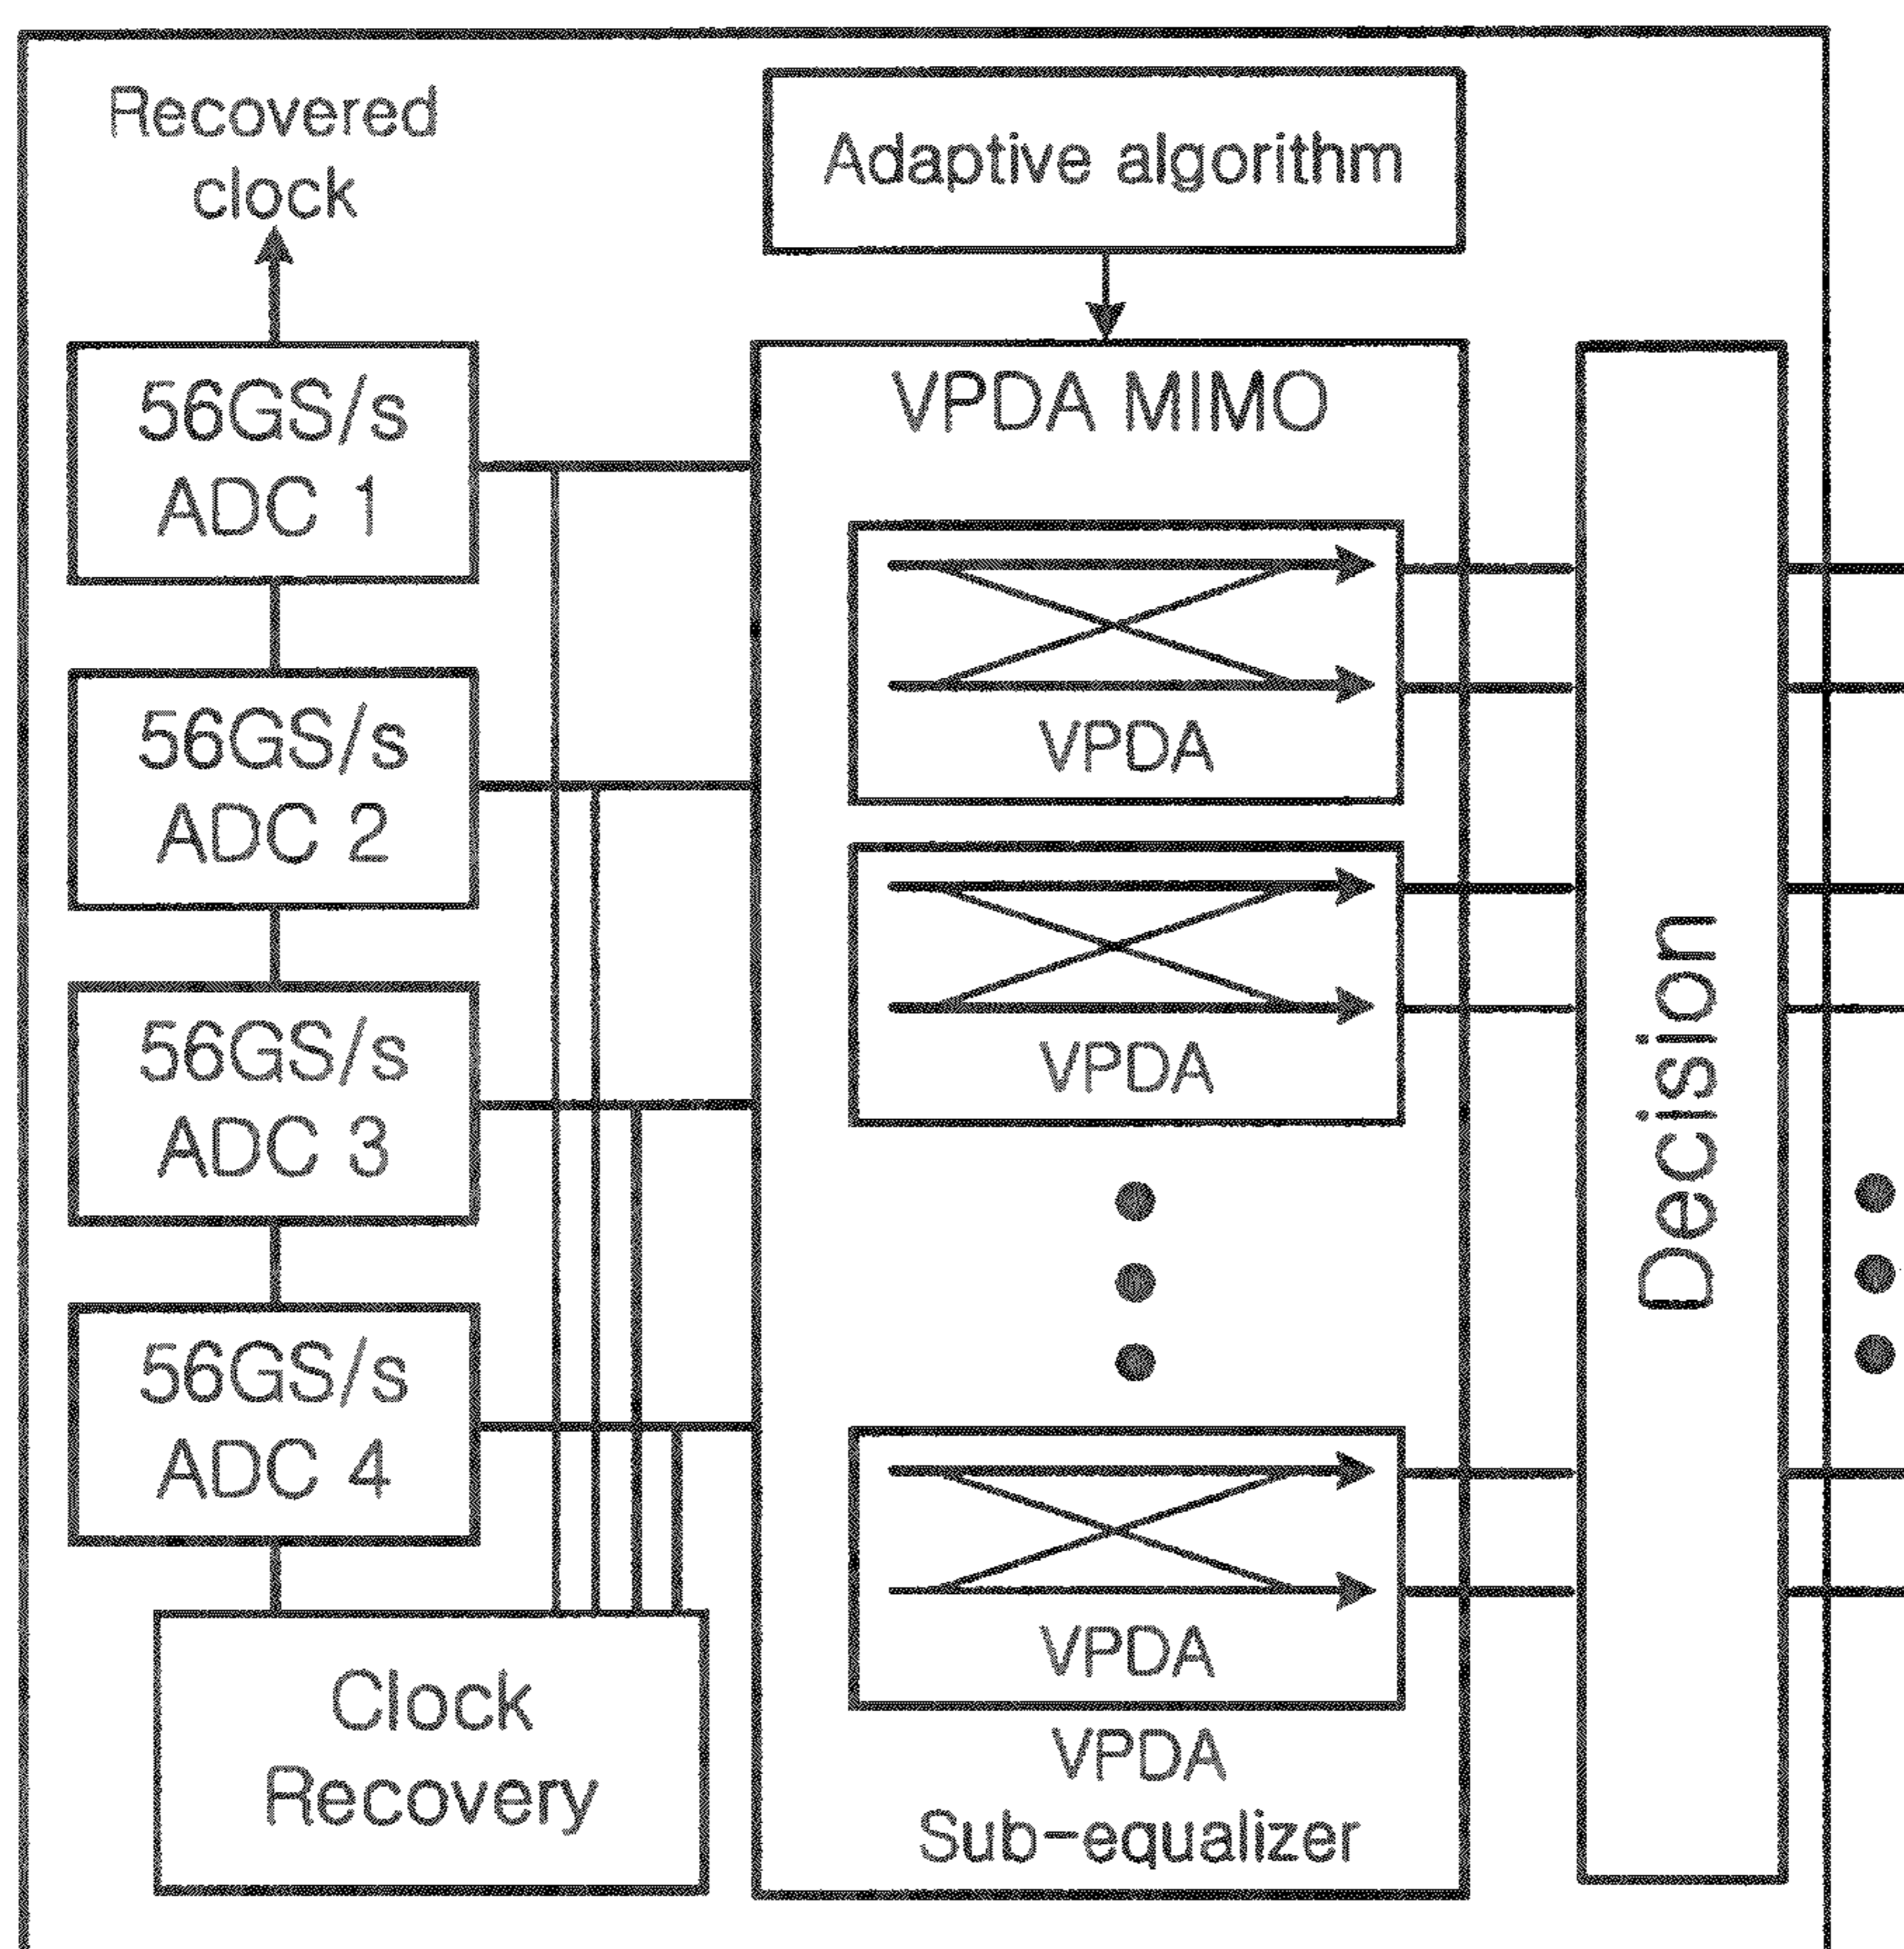 Recovered
clock
Adaptive algorithm
56GS/s
ADC 1
56GS/s
ADC 2
56GS/s
ADC 3
56GS/s
ADC 4
Clock
Recovery
VPDA MIMO
VPDA
VPDA
VPDA
VPDA
Sub-equalizer
Decision